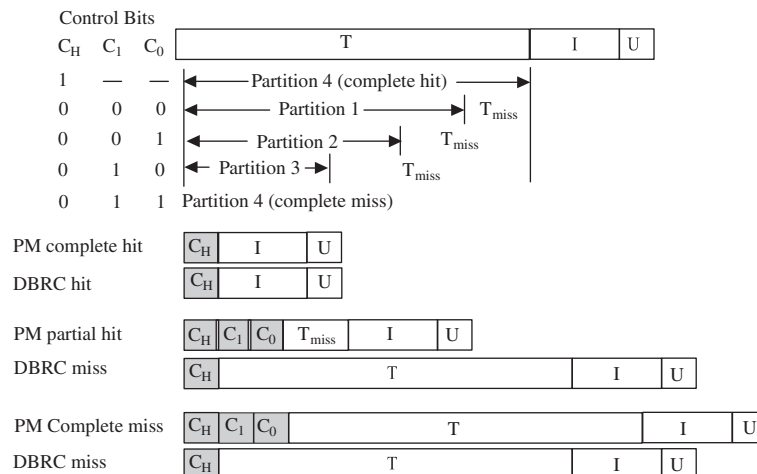 Control Bits
C_H C_1 C_0 T I U
1 — — Partition 4 (complete hit)
0 0 0 Partition 1 T_miss
0 0 1 Partition 2 T_miss
0 1 0 Partition 3 T_miss
0 1 1 Partition 4 (complete miss)
PM complete hit C_H I U
DBRC hit C_H I U
PM partial hit C_H C_1 C_0 T_miss I U
DBRC miss C_H T I U
PM Complete miss C_H C_1 C_0 T I U
DBRC miss C_H T I U